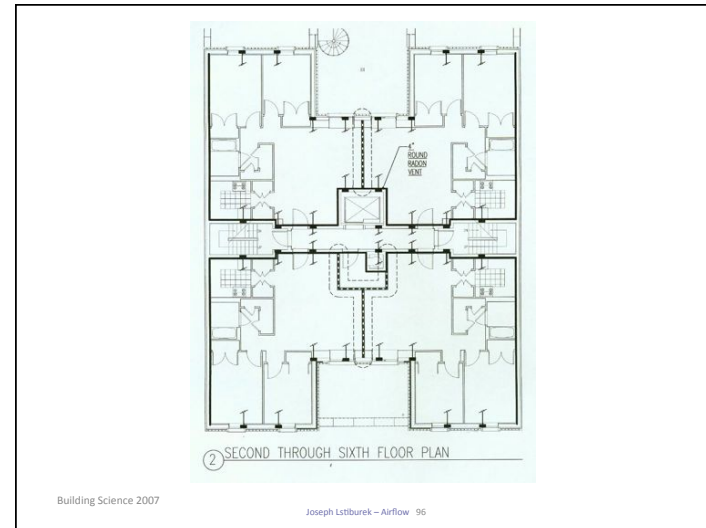 4"
ROUND
RADON
VENT
2 SECOND THROUGH SIXTH FLOOR PLAN
Building Science 2007
Joseph Lstiburek – Airflow 96